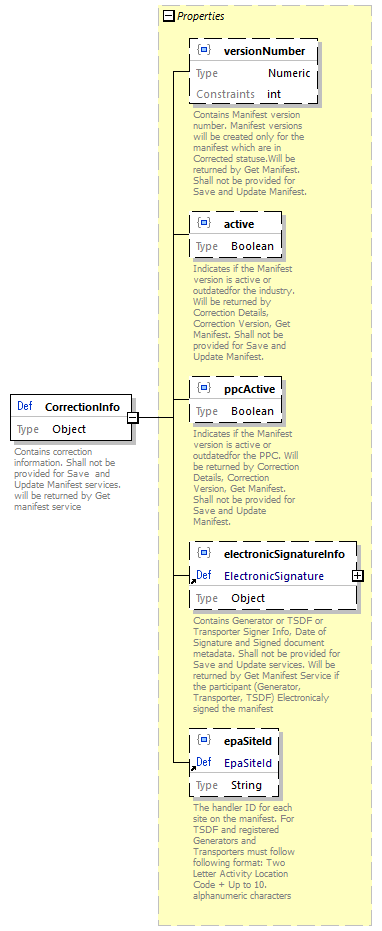 Properties
versionNumber
Type Numeric
Constraints int
Contains Manifest version
number. Manifest versions
will be created only for the
manifest which are in
Corrected statuse.Will be
returned by Get Manifest.
Shall not be provided for
Save and Update Manifest.
active
Type Boolean
Indicates if the Manifest
version is active or
outdatedfor the industry.
Will be returned by
Correction Details,
Correction Version, Get
Manifest. Shall not be
provided for Save and
Update Manifest.
ppcActive
Type Boolean
Indicates if the Manifest
version is active or
outdatedfor the PPC. Will
be returned by Correction
Details, Correction
Version, Get Manifest.
Shall not be provided for
Save and Update
Manifest.
Def CorrectionInfo
Type Object
Contains correction
information. Shall not be
provided for Save and
Update Manifest services.
will be returned by Get
manifest service
electronicSignatureInfo
Def ElectronicSignature
Type Object
Contains Generator or TSDF or
Transporter Signer Info, Date of
Signature and Signed document
metadata. Shall not be provided for
Save and Update services. Will be
returned by Get Manifest Service if
the participant (Generator,
Transporter, TSDF) Electronicaly
signed the manifest
epaSiteId
Def EpaSiteId
Type String
The handler ID for each
site on the manifest. For
TSDF and registered
Generators and
Transporters must follow
following format: Two
Letter Activity Location
Code + Up to 10.
alphanumeric characters